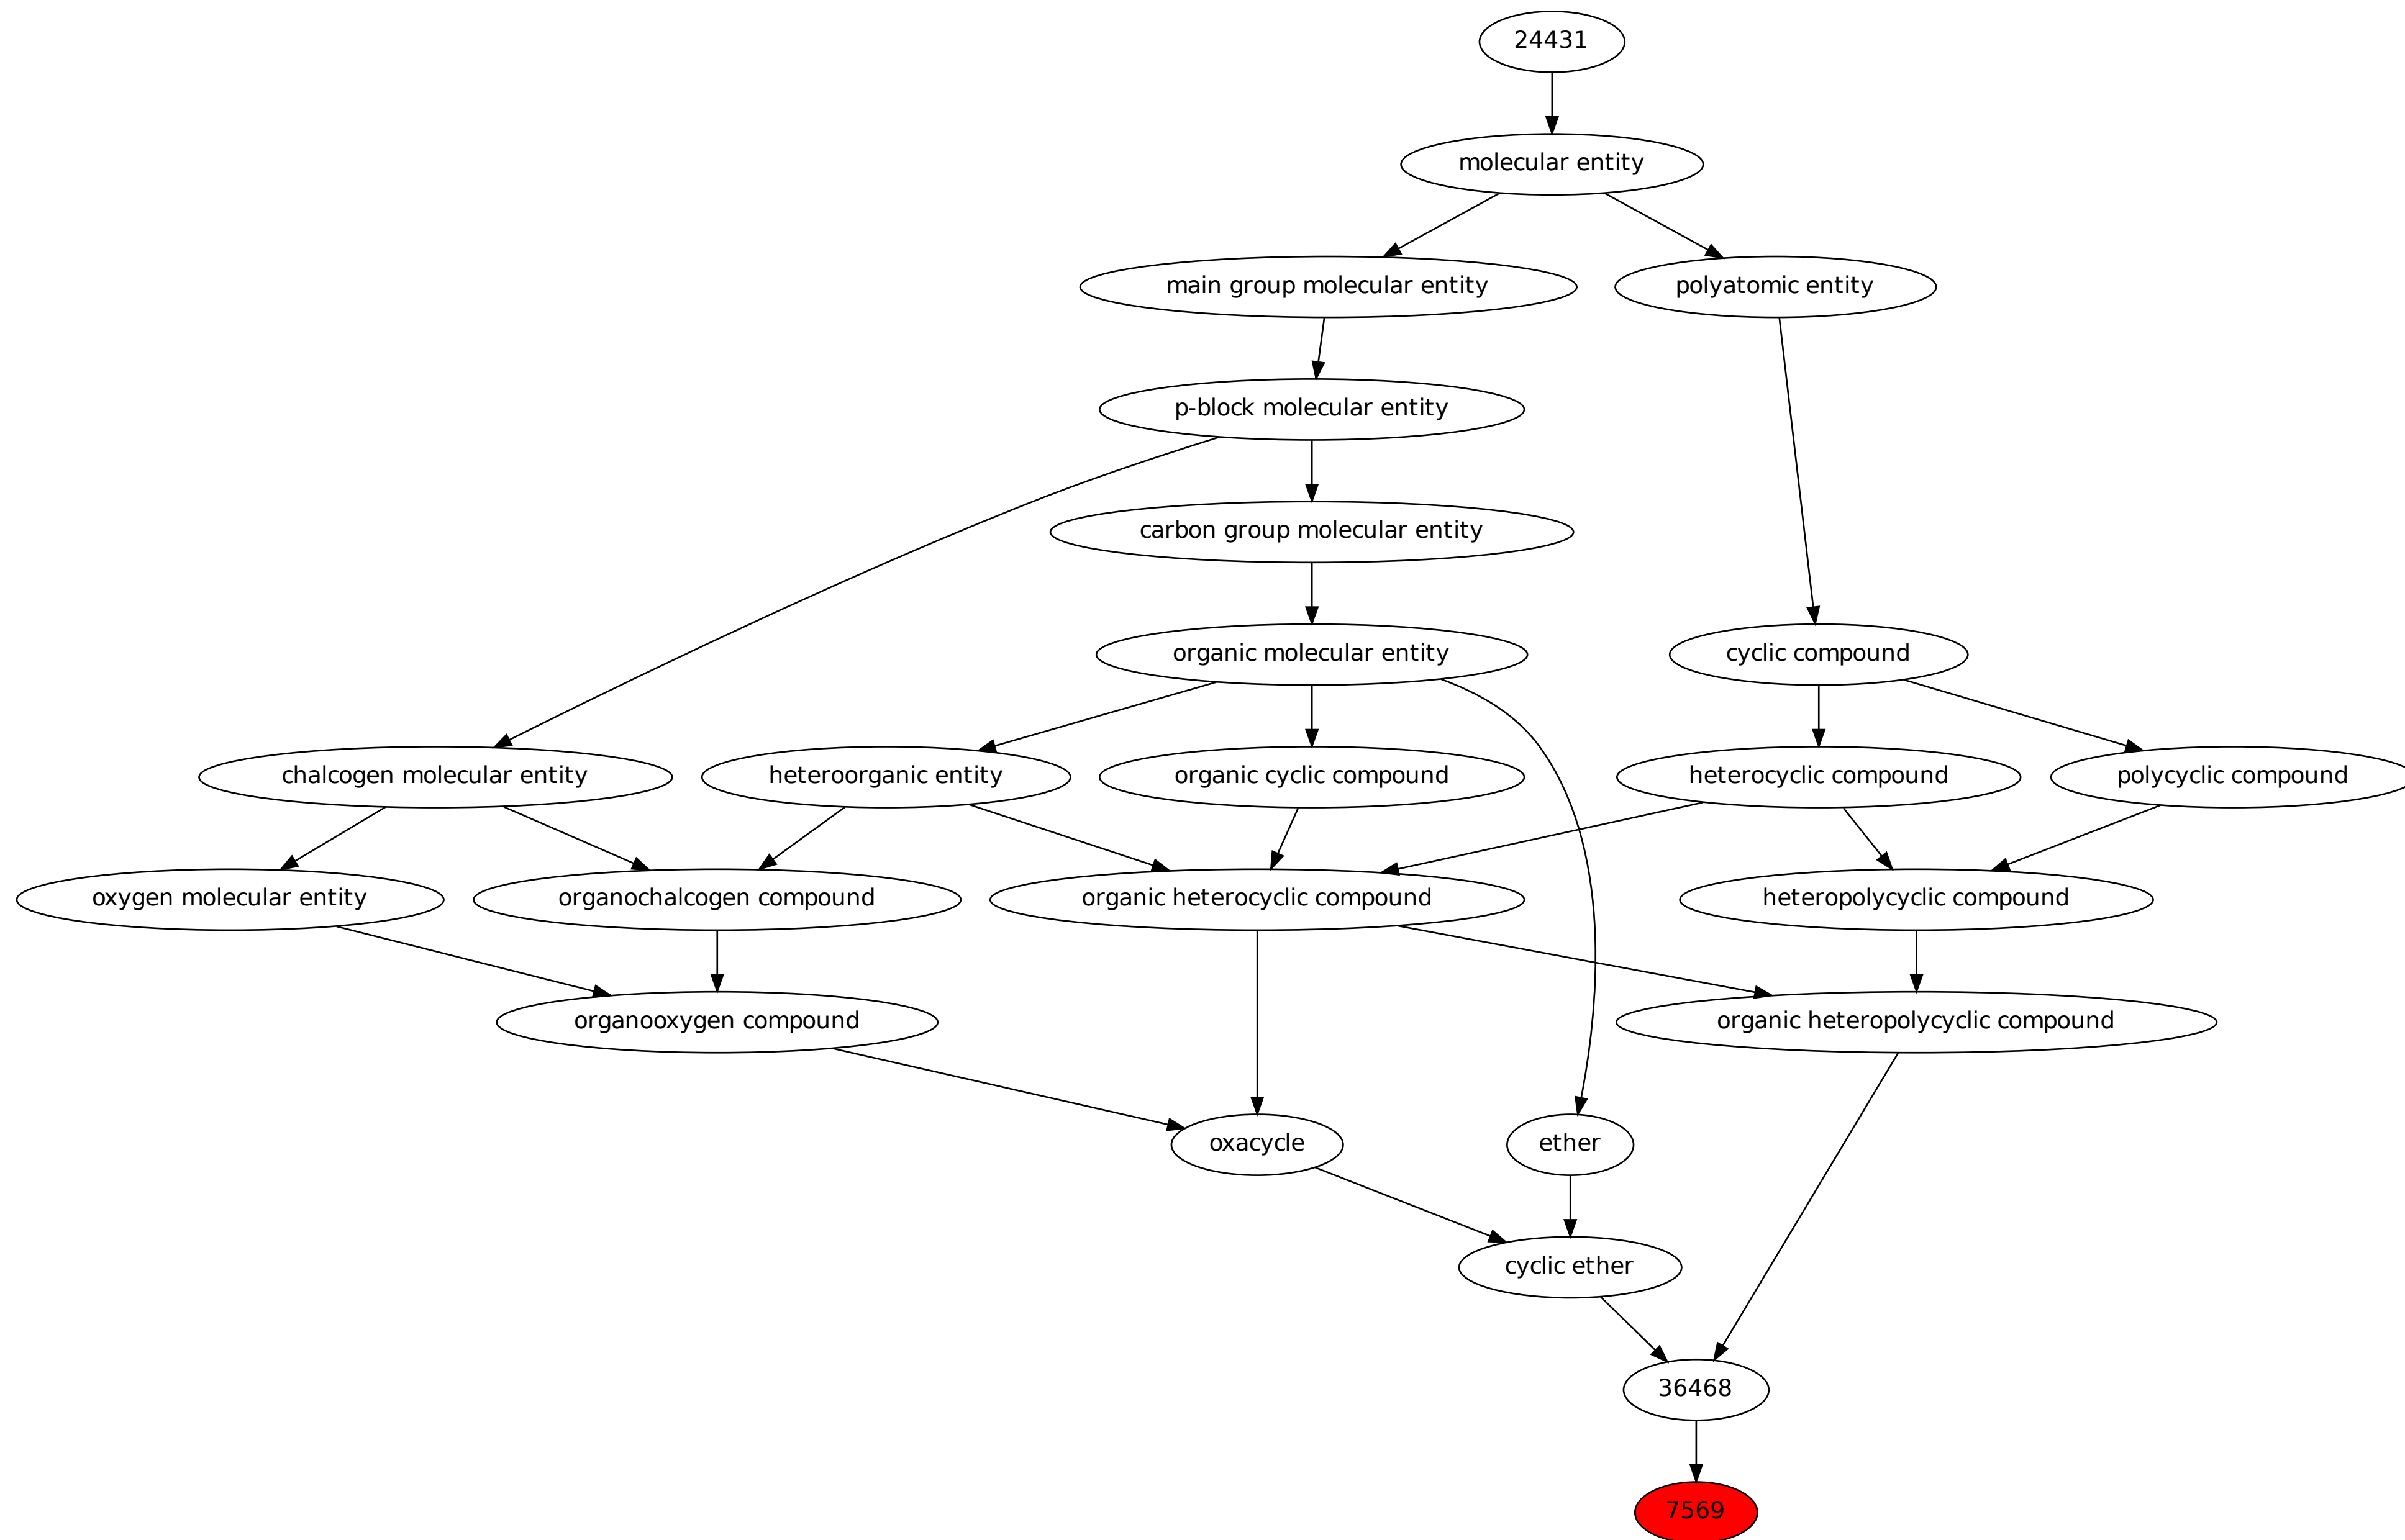 24431
molecular entity
main group molecular entity
polyatomic entity
p-block molecular entity
carbon group molecular entity
organic molecular entity
cyclic compound
chalcogen molecular entity
heteroorganic entity
organic cyclic compound
heterocyclic compound
polycyclic compound
oxygen molecular entity
organochalcogen compound
organic heterocyclic compound
heteropolycyclic compound
organooxygen compound
organic heteropolycyclic compound
oxacycle
ether
cyclic ether
36468
7569